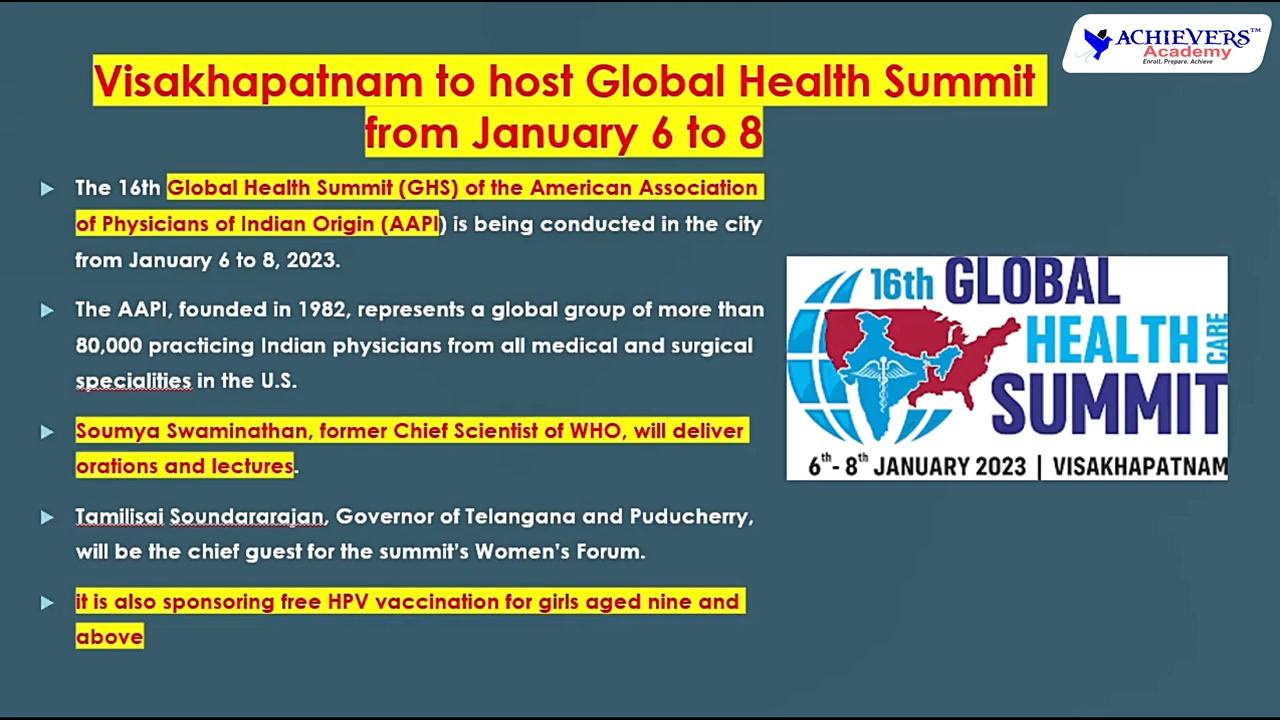 ACHIEVERS™
Academy
Enroll. Prepare. Achieve
Visakhapatnam to host Global Health Summit
from January 6 to 8
The 16th Global Health Summit (GHS) of the American Association
of Physicians of Indian Origin (AAPI) is being conducted in the city
from January 6 to 8, 2023.
The AAPI, founded in 1982, represents a global group of more than
80,000 practicing Indian physicians from all medical and surgical
specialities in the U.S.
Soumya Swaminathan, former Chief Scientist of WHO, will deliver
orations and lectures.
Tamilisai Soundararajan, Governor of Telangana and Puducherry,
will be the chief guest for the summit's Women's Forum.
it is also sponsoring free HPV vaccination for girls aged nine and
above
16th GLOBAL
HEALTH CARE
SUMMIT
6th- 8th JANUARY 2023 | VISAKHAPATNAM